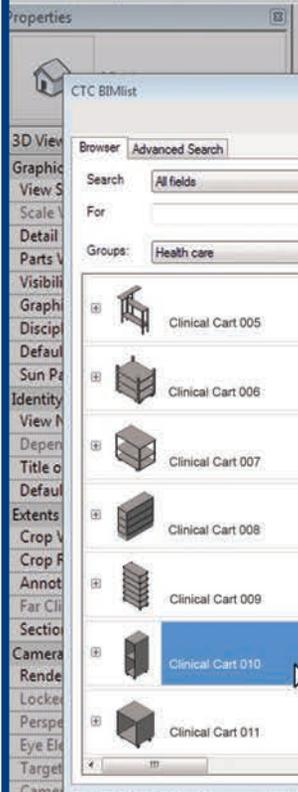 Properties
CTC BIMlist
3D View
Browser
Advanced Search
Graphic
Search
All fields
View S
Scale V
For
Detail
Parts V
Groups:
Health care
Visibili
Graphi
Discipl
Clinical Cart 005
Defaul
Sun Pa
Identity
Clinical Cart 006
View N
Depen
Title o
Clinical Cart 007
Defaul
Extents
Crop V
Clinical Cart 008
Crop R
Annot
Far Cli
Clinical Cart 009
Section
Camera
Rende
Clinical Cart 010
Locked
Perspe
Eye Ele
Clinical Cart 011
Target
Camer